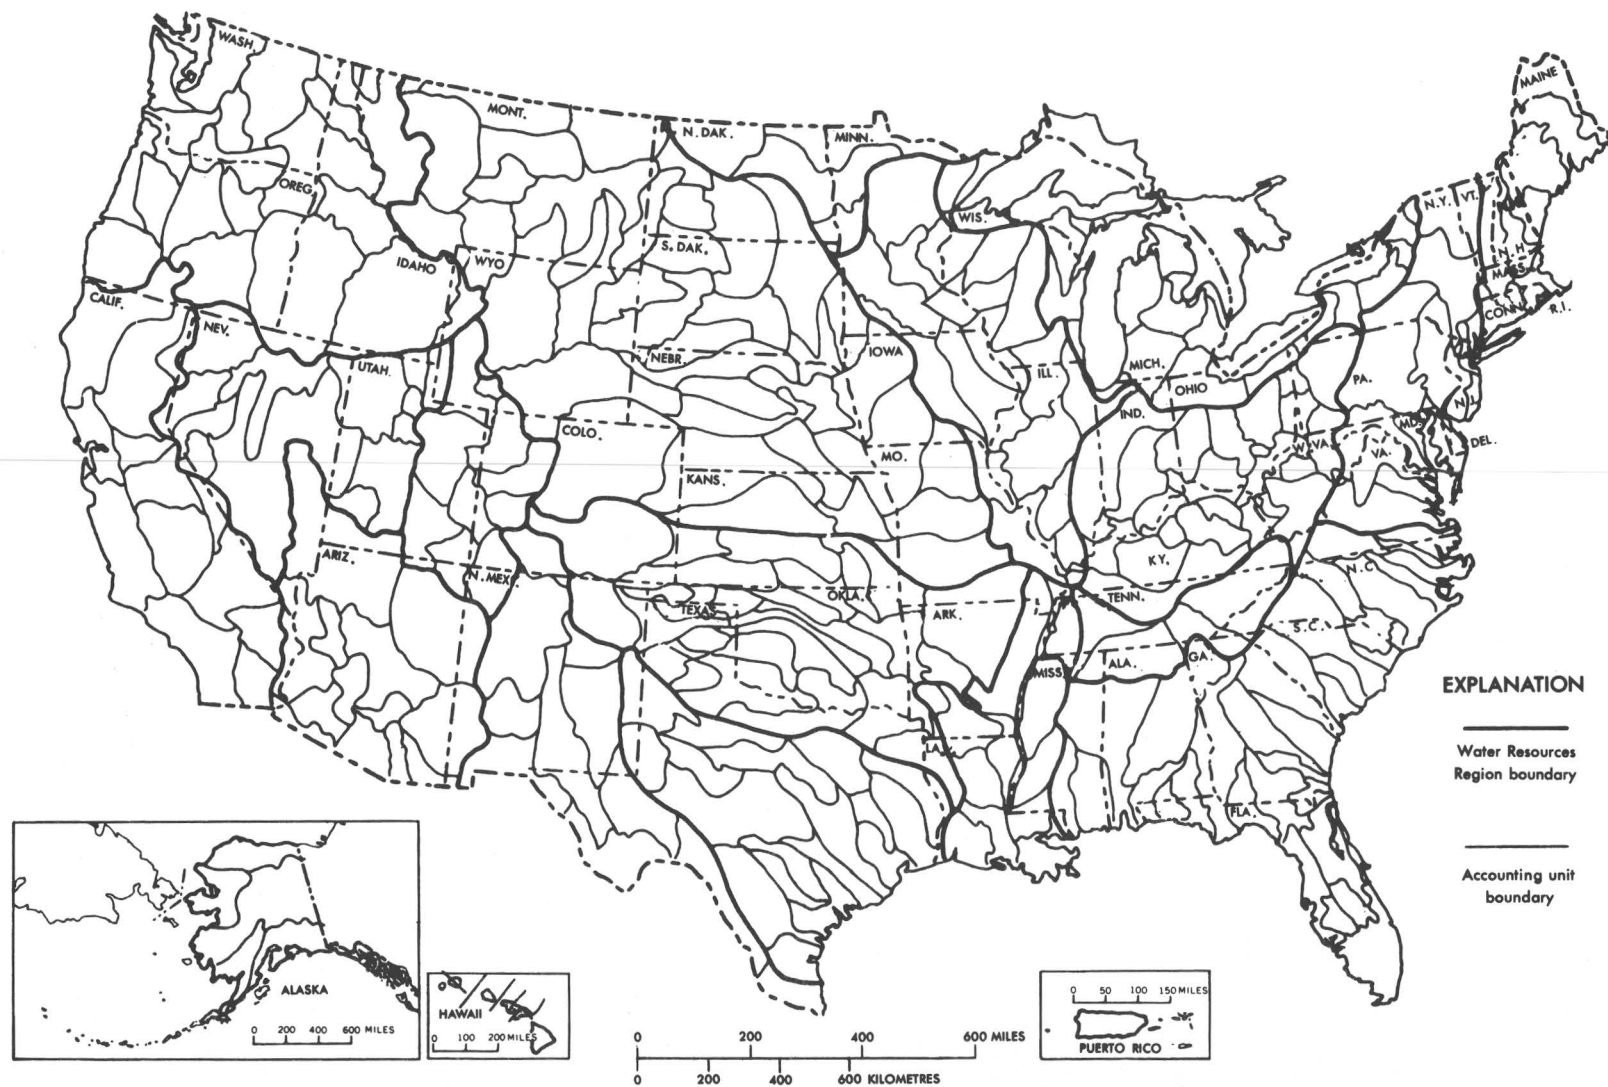 WASH.
MONT.
N. DAK.
MINN.
MAINE
OREG.
WIS.
N.Y.
VT.
N.H.
MASS.
CONN.
R.I.
S. DAK.
IDAHO
WYO
CALIF.
NEV.
UTAH.
NEBR.
IOWA
ILL.
MICH.
OHIO
IND.
PA.
N.J.
MD.
DEL.
W. VA.
VA.
COLO.
KANS.
MO.
KY.
ARIZ.
N. MEX.
TEXAS
OKLA.
ARK.
TENN.
N.C.
S.C.
MISS.
ALA.
GA.
LA.
FLA.
EXPLANATION
Water Resources
Region boundary
Accounting unit
boundary
ALASKA
0 200 400 600 MILES
HAWAII
0 100 200 MILES
0 200 400 600 MILES
0 200 400 600 KILOMETRES
0 50 100 150 MILES
PUERTO RICO